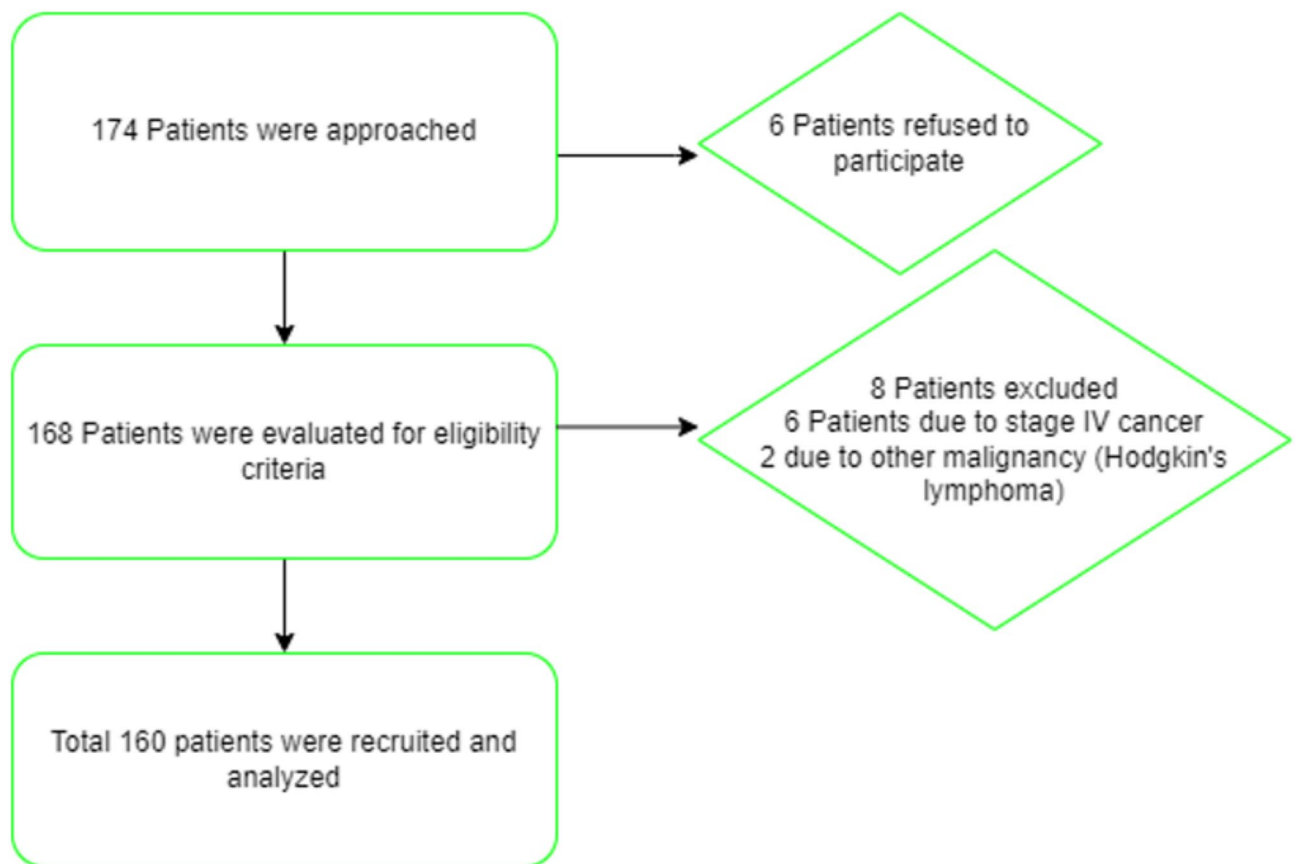 174 Patients were approached
6 Patients refused to
participate
168 Patients were evaluated for eligibility
criteria
8 Patients excluded
6 Patients due to stage IV cancer
2 due to other malignancy (Hodgkin's
lymphoma)
Total 160 patients were recruited and
analyzed